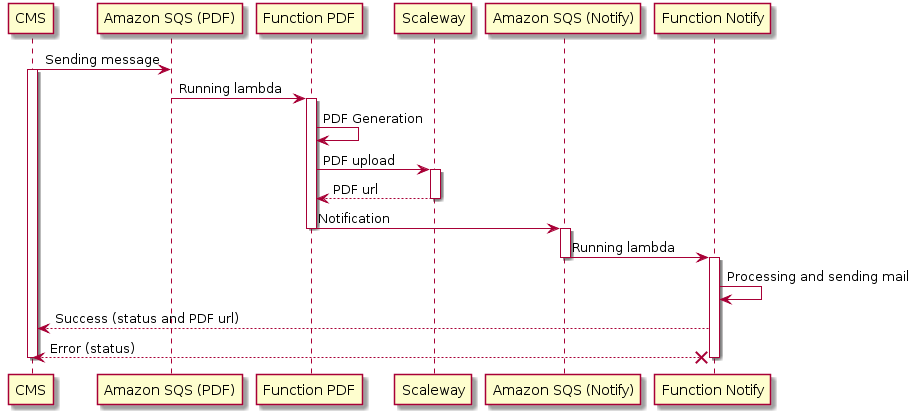 CMS
Amazon SQS (PDF)
Function PDF
Scaleway
Amazon SQS (Notify)
Function Notify
Sending message
Running lambda
PDF Generation
PDF upload
PDF url
Notification
Running lambda
Processing and sending mail
Success (status and PDF url)
Error (status)
CMS
Amazon SQS (PDF)
Function PDF
Scaleway
Amazon SQS (Notify)
Function Notify